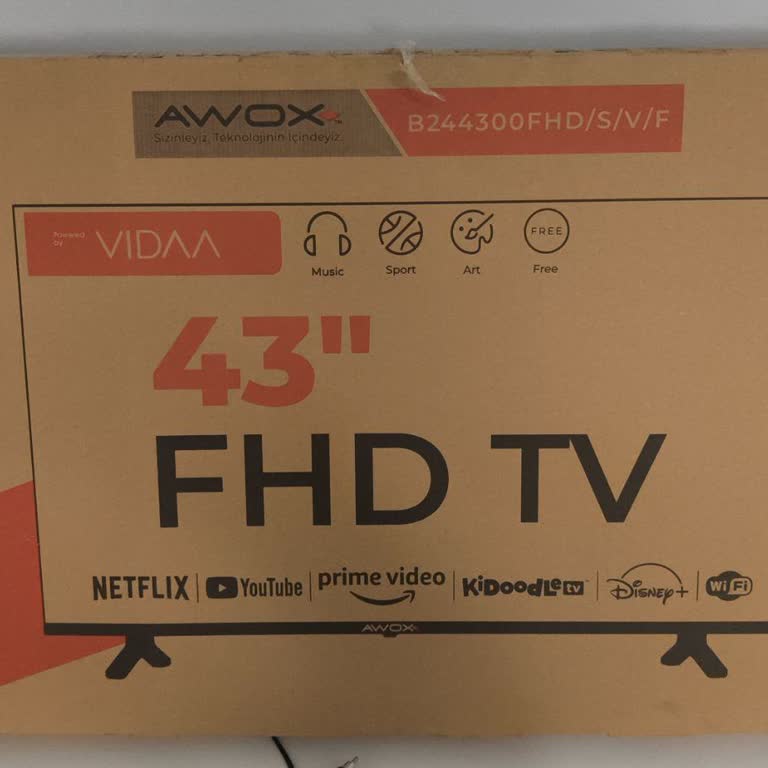 AWOX
Sizinleyiz, Teknolojinin İçindeyiz.
B244300FHD/S/V/F
Powered
by
VIDAA
Music
Sport
Art
FREE
Free
43"
FHD TV
NETFLIX
YouTube
prime video
KiDoodLe tv
Disney+
WiFi
AWOX